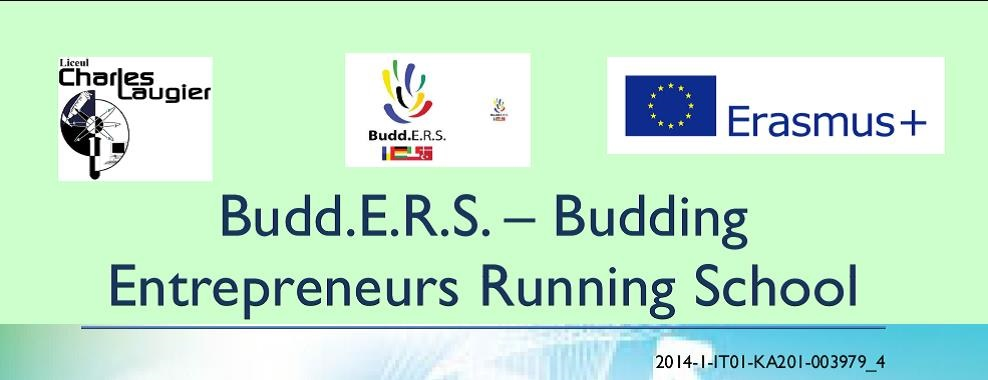 Liceul
Charles
Laugier
Budd.E.R.S.
Erasmus+
Budd.E.R.S. – Budding
Entrepreneurs Running School
2014-1-IT01-KA201-003979_4